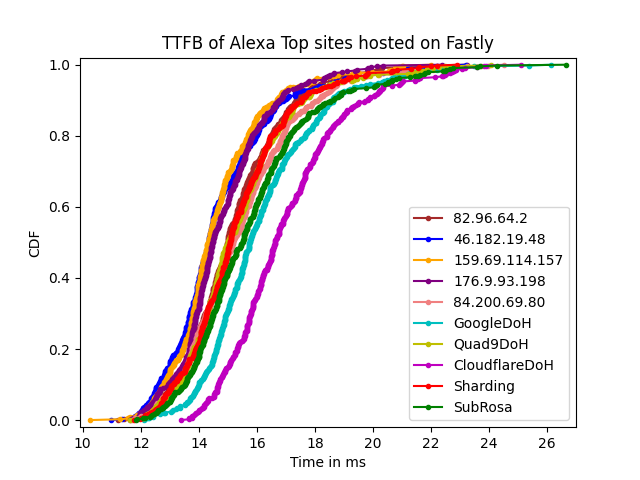 TTFB of Alexa Top sites hosted on Fastly
1.0
0.8
0.6
0.4
0.2
0.0
CDF
82.96.64.2
46.182.19.48
159.69.114.157
176.9.93.198
84.200.69.80
GoogleDoH
Quad9DoH
CloudflareDoH
Sharding
SubRosa
10 12 14 16 18 20 22 24 26
Time in ms